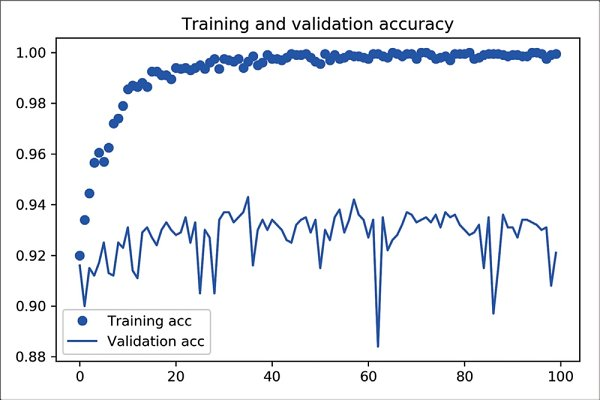 Training and validation accuracy
1.00
0.98
0.96
0.94
0.92
0.90
0.88
Training acc
Validation acc
0 20 40 60 80 100